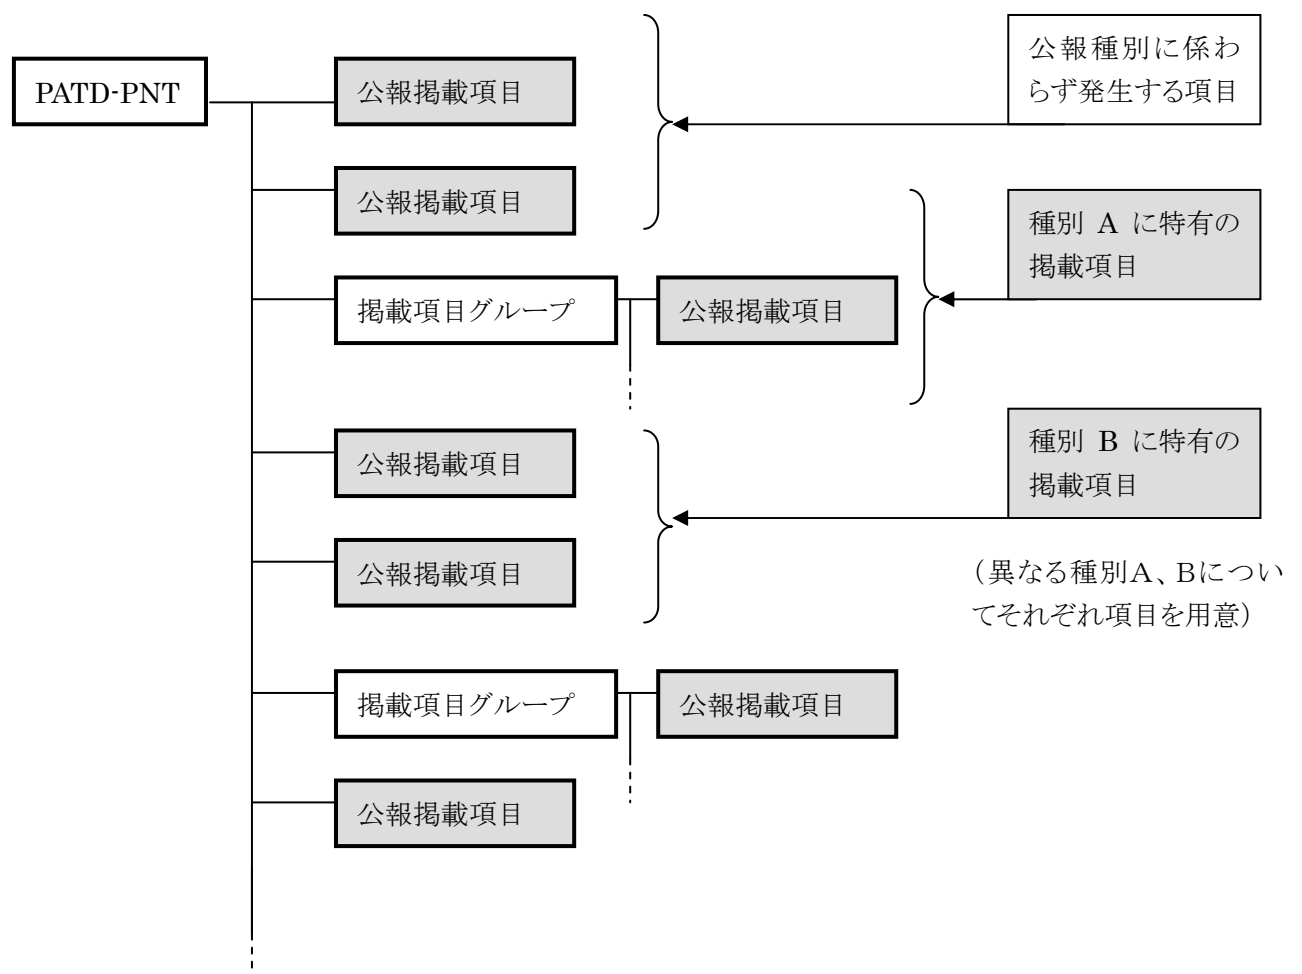 PATD-PNT
公報掲載項目
公報種別に係わ
らず発生する項目
公報掲載項目
種別 A に特有の
掲載項目
掲載項目グループ
公報掲載項目
公報掲載項目
種別 B に特有の
掲載項目
公報掲載項目
（異なる種別A、Bについ
てそれぞれ項目を用意）
掲載項目グループ
公報掲載項目
公報掲載項目